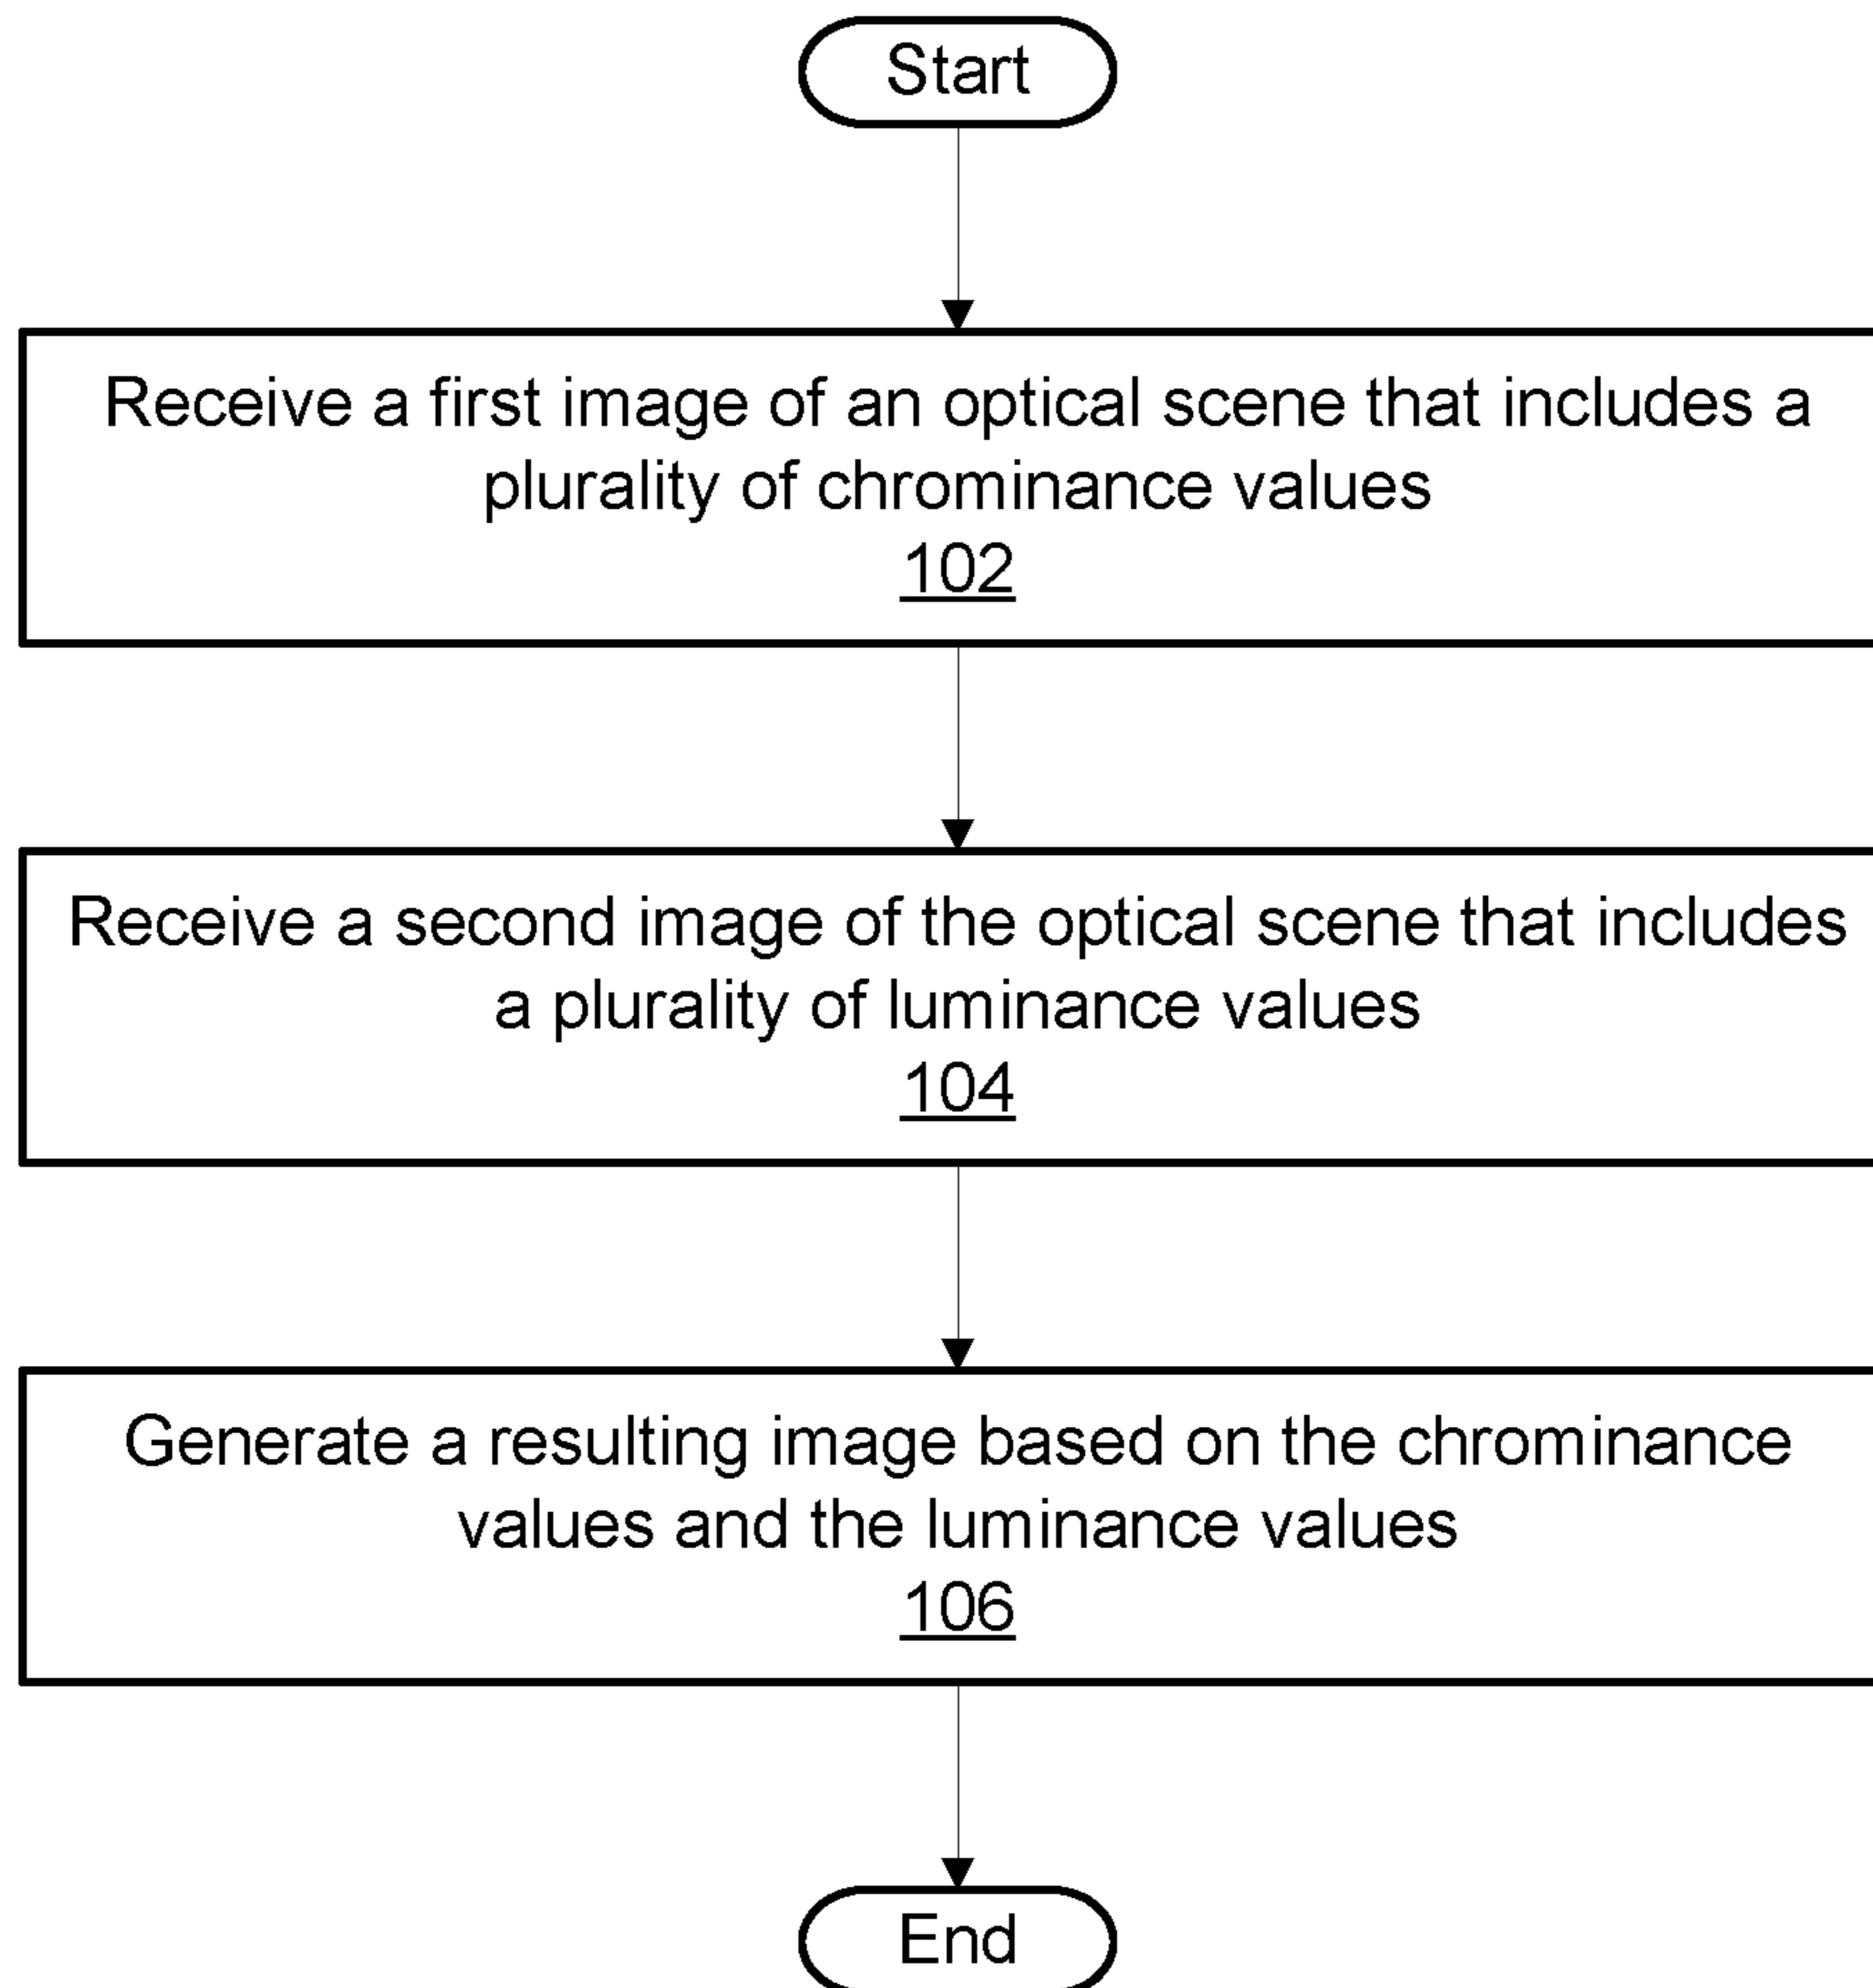 Start
Receive a first image of an optical scene that includes a
plurality of chrominance values
102
Receive a second image of the optical scene that includes
a plurality of luminance values
104
Generate a resulting image based on the chrominance
values and the luminance values
106
End